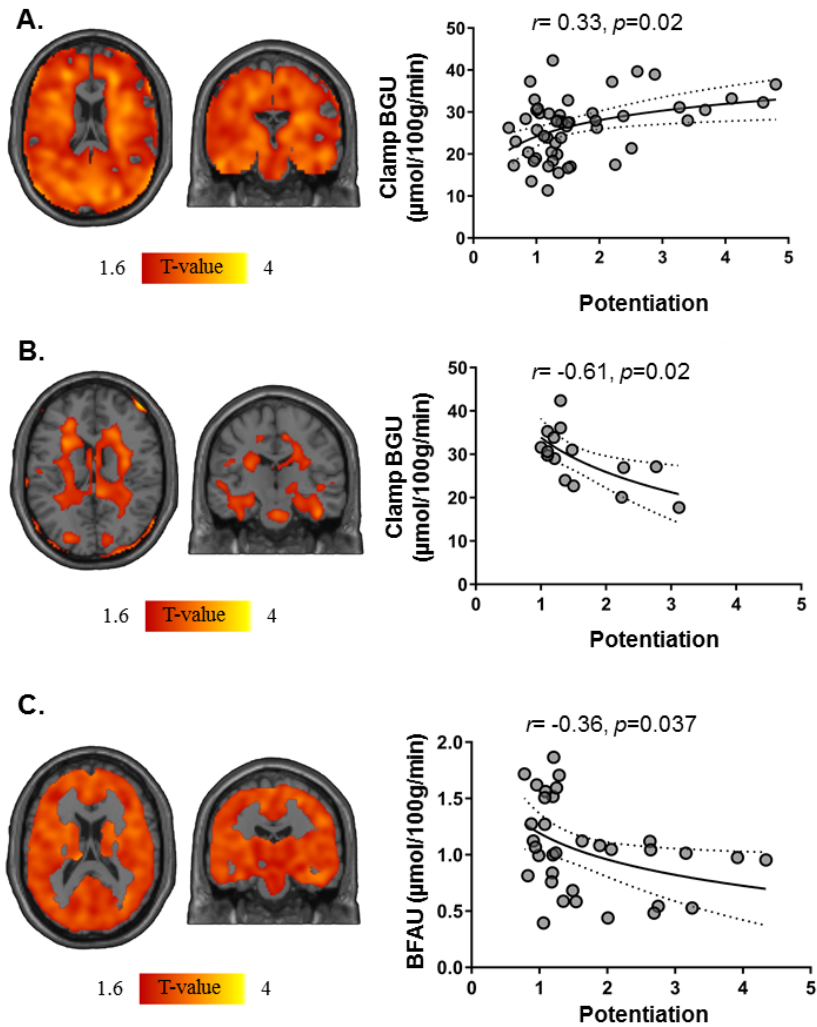 A.
r= 0.33, p=0.02
Clamp BGU
(µmol/100g/min)
50
40
30
20
10
0
0 1 2 3 4 5
Potentiation
1.6 T-value 4
B.
r= -0.61, p=0.02
Clamp BGU
(µmol/100g/min)
50
40
30
20
10
0
0 1 2 3 4 5
Potentiation
1.6 T-value 4
C.
r= -0.36, p=0.037
BFAU (µmol/100g/min)
2.0
1.5
1.0
0.5
0.0
0 1 2 3 4 5
Potentiation
1.6 T-value 4